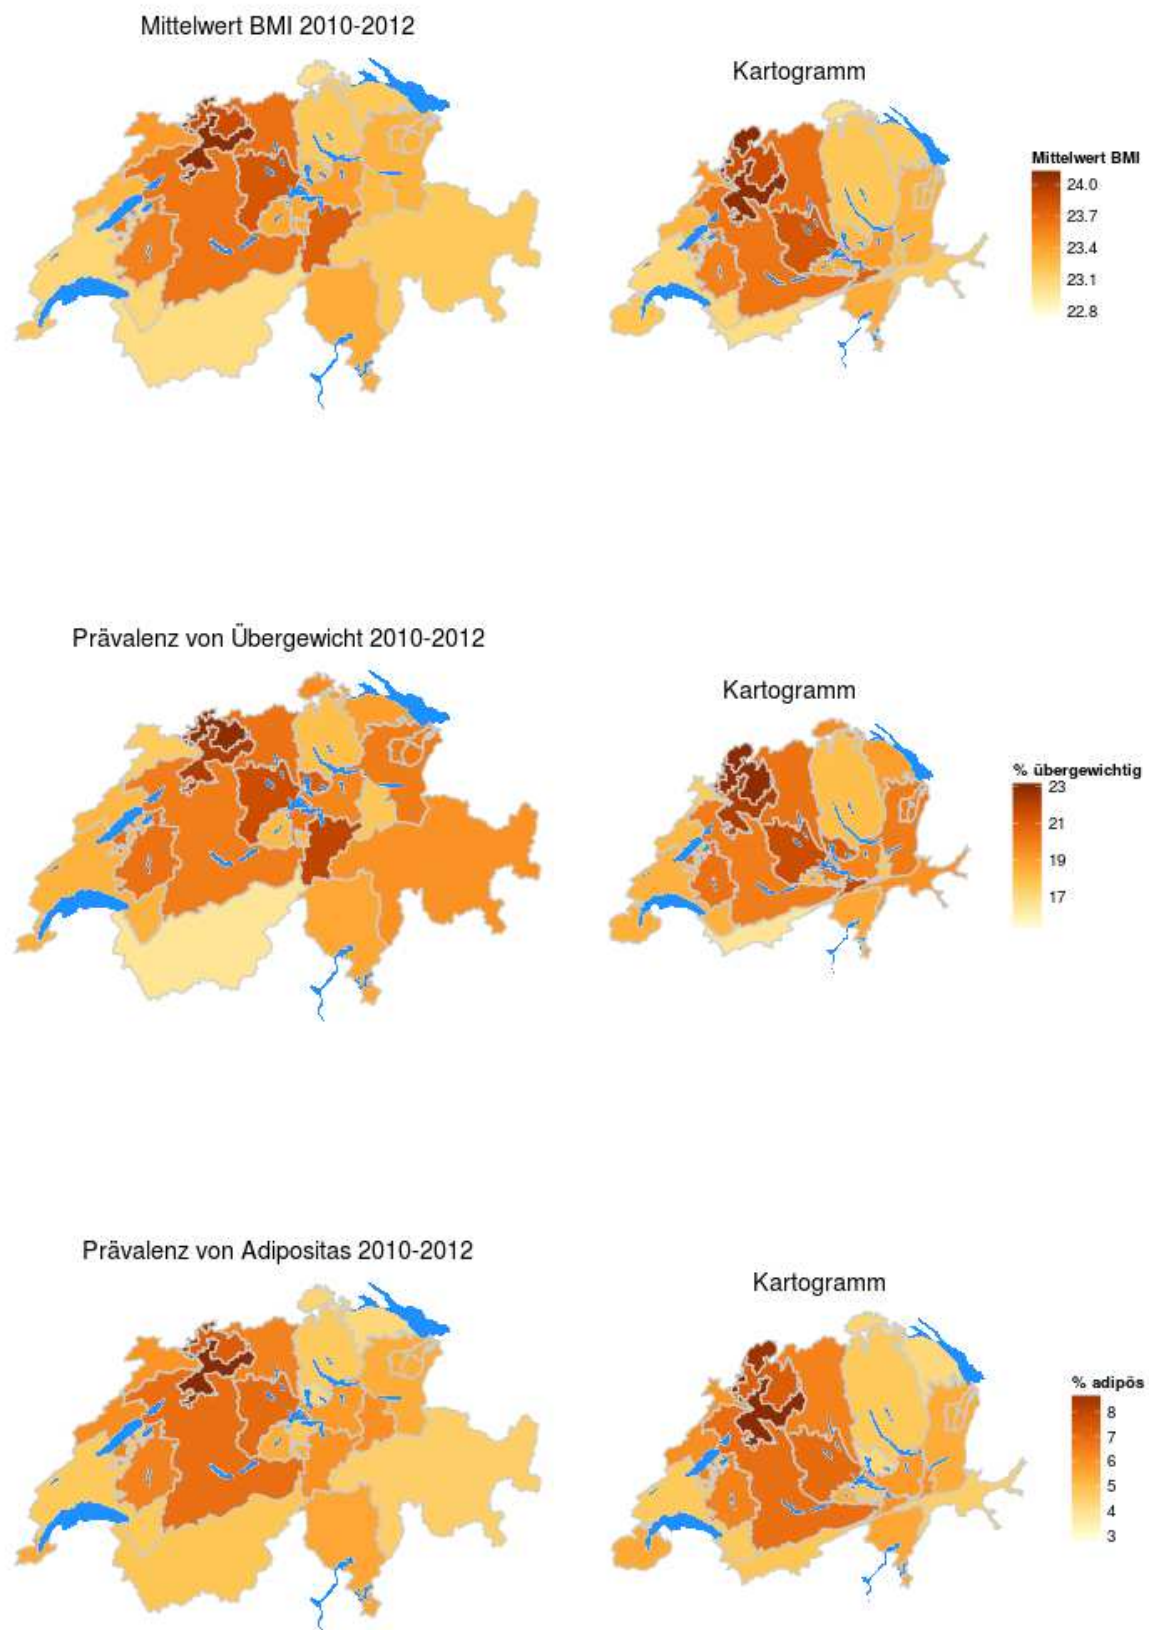 Mittelwert BMI 2010-2012
Kartogramm
Mittelwert BMI
24.0
23.7
23.4
23.1
22.8
Prävalenz von Übergewicht 2010-2012
Kartogramm
% übergewichtig
23
21
19
17
Prävalenz von Adipositas 2010-2012
Kartogramm
% adipös
8
7
6
5
4
3